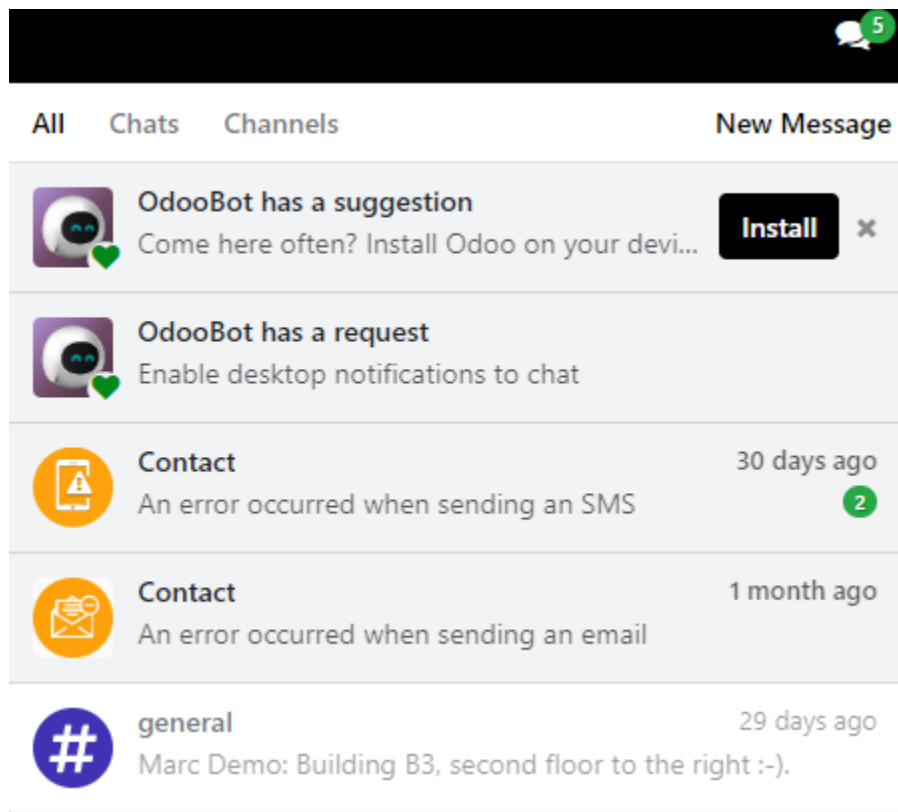 5
All Chats Channels New Message
OdooBot has a suggestion
Come here often? Install Odoo on your devi...
Install
OdooBot has a request
Enable desktop notifications to chat
Contact 30 days ago
An error occurred when sending an SMS 2
Contact 1 month ago
An error occurred when sending an email
general 29 days ago
Marc Demo: Building B3, second floor to the right :-).